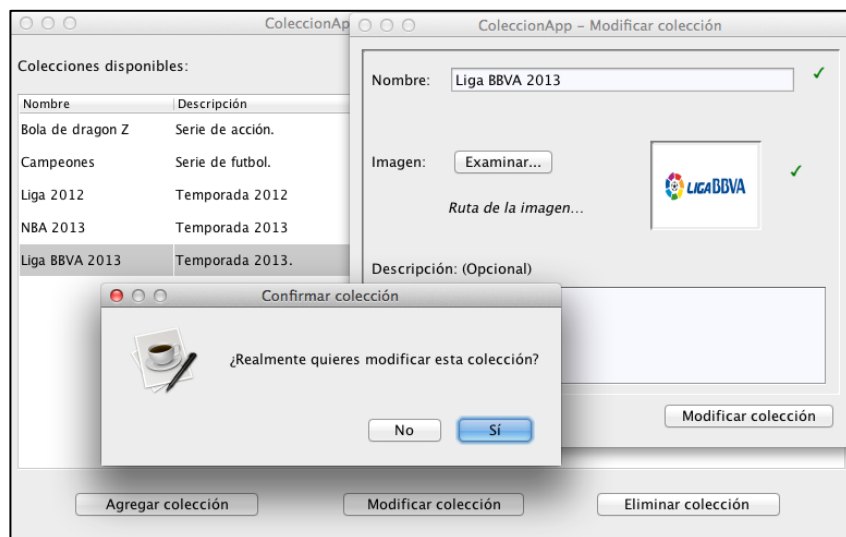 ColeccionAp
Colecciones disponibles:
Nombre Descripción
Bola de dragon Z Serie de acción.
Campeones Serie de futbol.
Liga 2012 Temporada 2012
NBA 2013 Temporada 2013
Liga BBVA 2013 Temporada 2013.
ColeccionApp – Modificar colección
Nombre: Liga BBVA 2013 ✓
Imagen: Examinar... LIGA BBVA ✓
Ruta de la imagen...
Descripción: (Opcional)
Modificar colección
Confirmar colección
¿Realmente quieres modificar esta colección?
No Sí
Agregar colección Modificar colección Eliminar colección